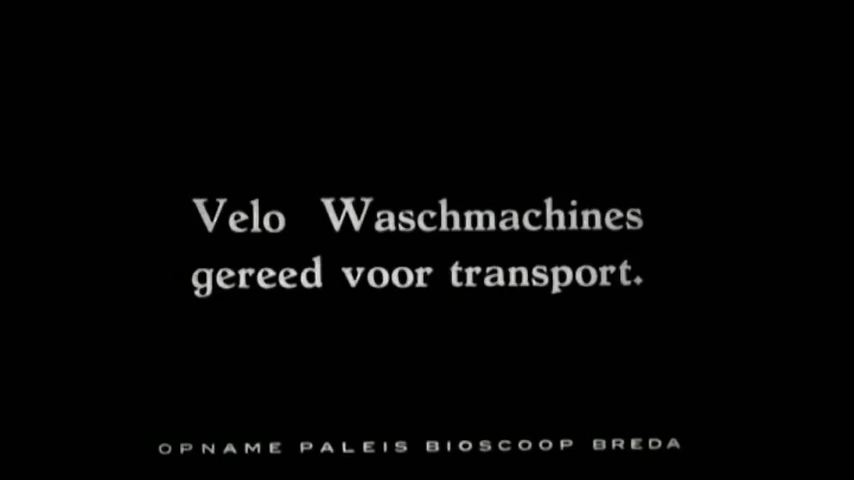 Velo Waschmachines
gereed voor transport.
OPNAME PALEIS BIOSCOOP BREDA